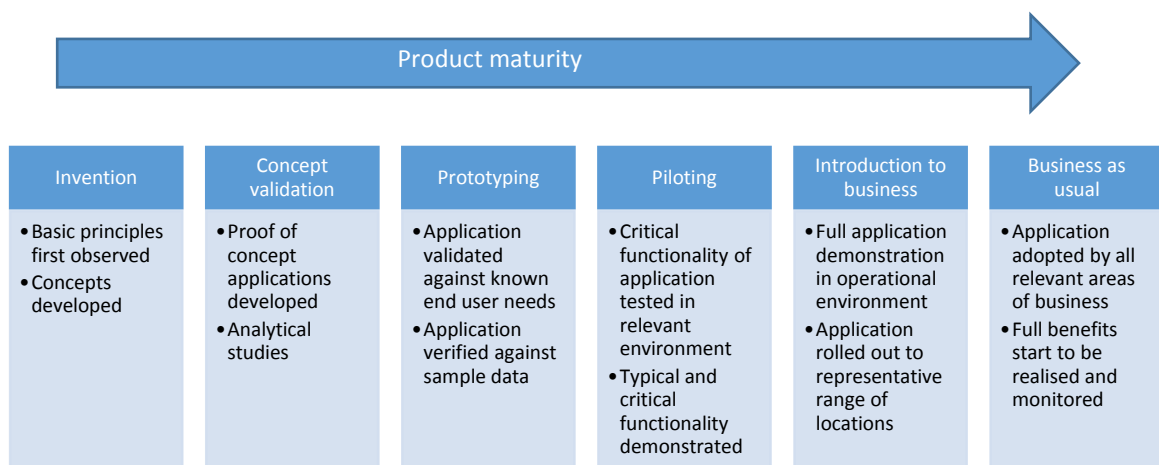 Product maturity
Invention
•Basic principles
first observed
•Concepts
developed
Concept
validation
•Proof of
concept
applications
developed
•Analytical
studies
Prototyping
•Application
validated
against known
end user needs
•Application
verified against
sample data
Piloting
•Critical
functionality of
application
tested in
relevant
environment
•Typical and
critical
functionality
demonstrated
Introduction to
business
•Full application
demonstration
in operational
environment
•Application
rolled out to
representative
range of
locations
Business as
usual
•Application
adopted by all
relevant areas
of business
•Full benefits
start to be
realised and
monitored